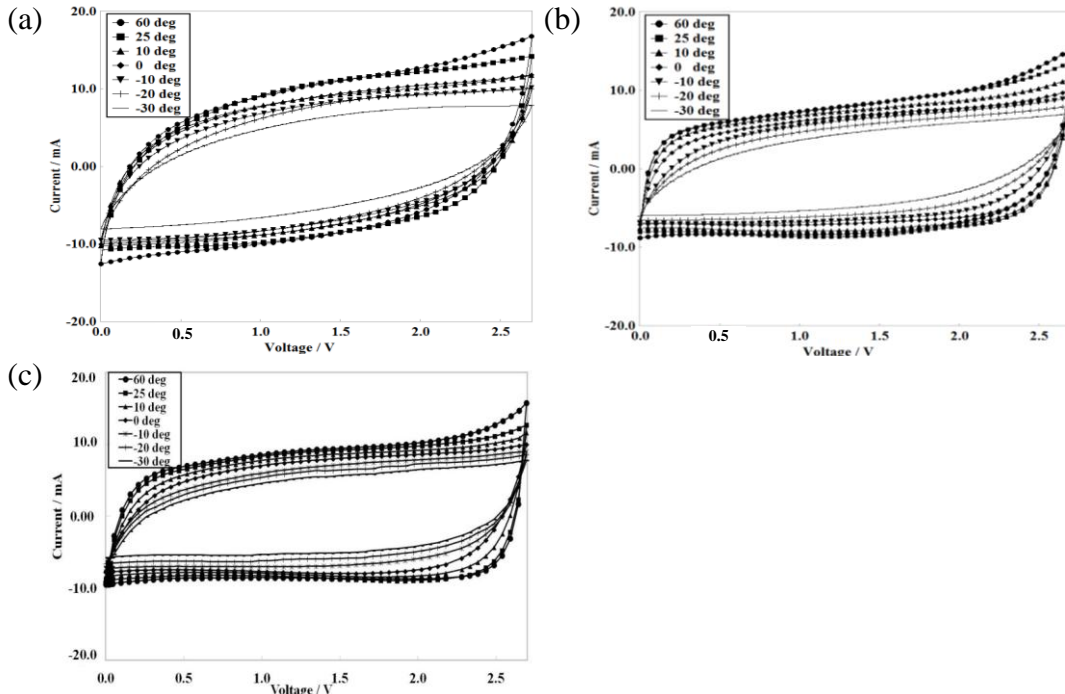 (a)
20.0
60 deg
25 deg
10 deg
0 deg
-10 deg
-20 deg
-30 deg
10.0
0.00
-10.0
-20.0
Current / mA
0.0 0.5 1.0 1.5 2.0 2.5
Voltage / V
(b)
20.0
60 deg
25 deg
10 deg
0 deg
-10 deg
-20 deg
-30 deg
10.0
0.00
-10.0
-20.0
Current / mA
0.0 0.5 1.0 1.5 2.0 2.5
Voltage / V
(c)
20.0
60 deg
25 deg
10 deg
0 deg
-10 deg
-20 deg
-30 deg
10.0
0.00
-10.0
-20.0
Current / mA
0.0 0.5 1.0 1.5 2.0 2.5
Voltage / V